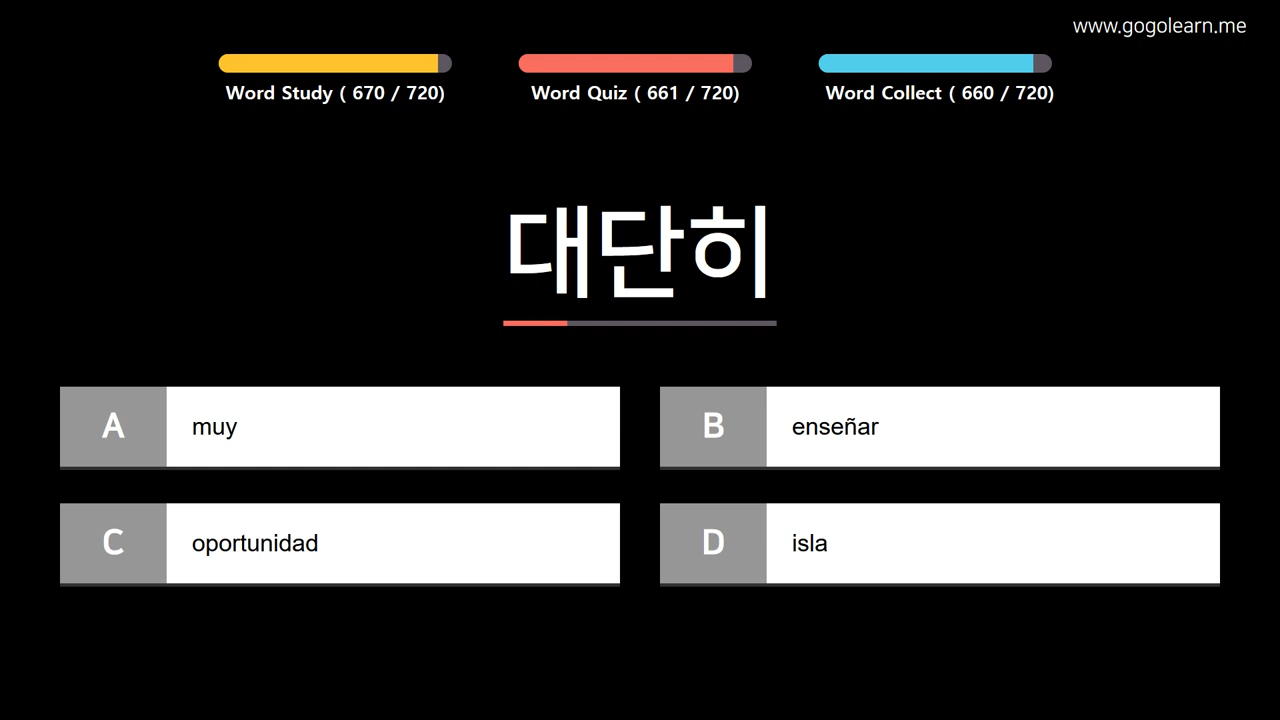 www.gogolearn.me
Word Study ( 670 / 720)
Word Quiz ( 661 / 720)
Word Collect ( 660 / 720)
대단히
A muy
B enseñar
C oportunidad
D isla